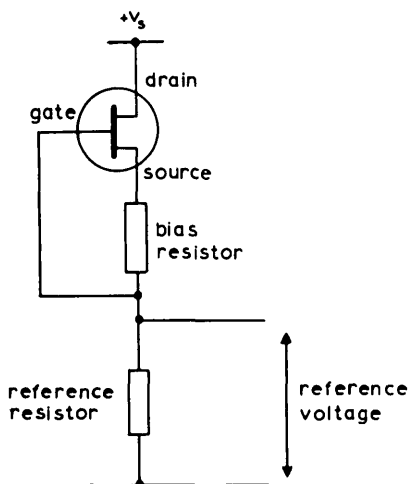 +Vs
drain
gate
source
bias
resistor
reference
resistor
reference
voltage